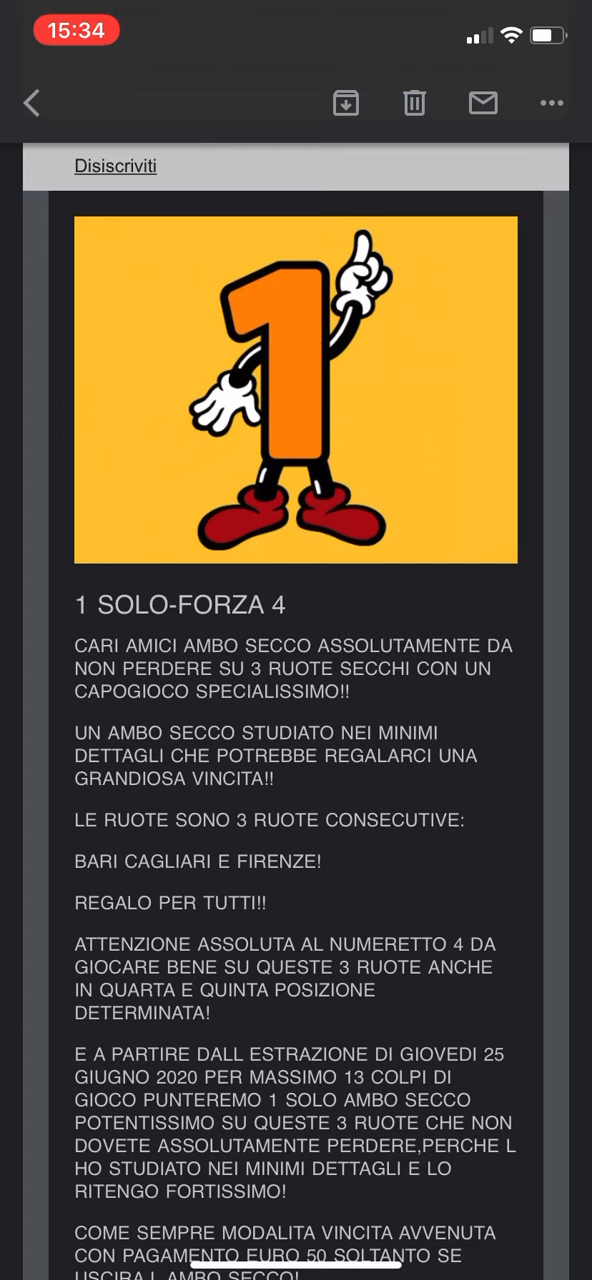 15:34
Disiscriviti
1
1 SOLO-FORZA 4
CARI AMICI AMBO SECCO ASSOLUTAMENTE DA
NON PERDERE SU 3 RUOTE SECCHI CON UN
CAPOGIOCO SPECIALISSIMO!!
UN AMBO SECCO STUDIATO NEI MINIMI
DETTAGLI CHE POTREBBE REGALARCI UNA
GRANDIOSA VINCITA!!
LE RUOTE SONO 3 RUOTE CONSECUTIVE:
BARI CAGLIARI E FIRENZE!
REGALO PER TUTTI!!
ATTENZIONE ASSOLUTA AL NUMERETTO 4 DA
GIOCARE BENE SU QUESTE 3 RUOTE ANCHE
IN QUARTA E QUINTA POSIZIONE
DETERMINATA!
E A PARTIRE DALL ESTRAZIONE DI GIOVEDI 25
GIUGNO 2020 PER MASSIMO 13 COLPI DI
GIOCO PUNTEREMO 1 SOLO AMBO SECCO
POTENTISSIMO SU QUESTE 3 RUOTE CHE NON
DOVETE ASSOLUTAMENTE PERDERE,PERCHE L
HO STUDIATO NEI MINIMI DETTAGLI E LO
RITENGO FORTISSIMO!
COME SEMPRE MODALITA VINCITA AVVENUTA
CON PAGAMENTO EURO 50 SOLTANTO SE
USCIRA L AMBO SECCO!